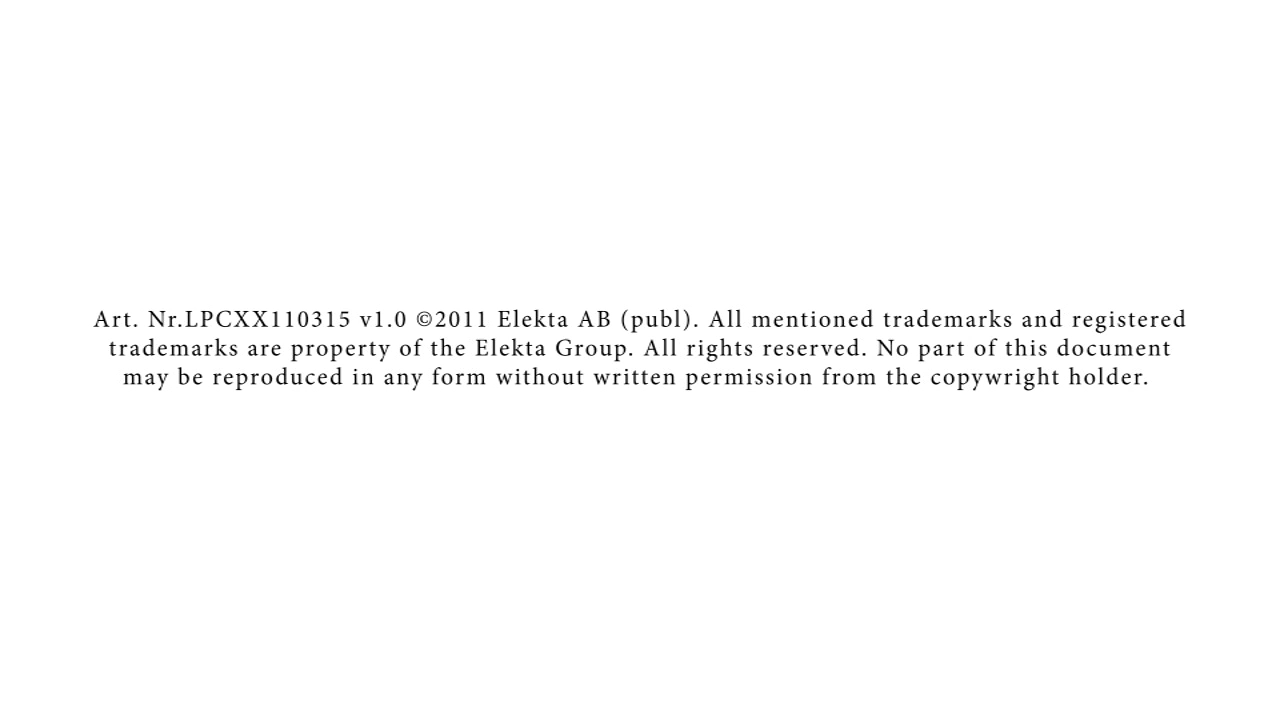 Art. Nr.LPCXX110315 v1.0 ©2011 Elekta AB (publ). All mentioned trademarks and registered
trademarks are property of the Elekta Group. All rights reserved. No part of this document
may be reproduced in any form without written permission from the copywright holder.